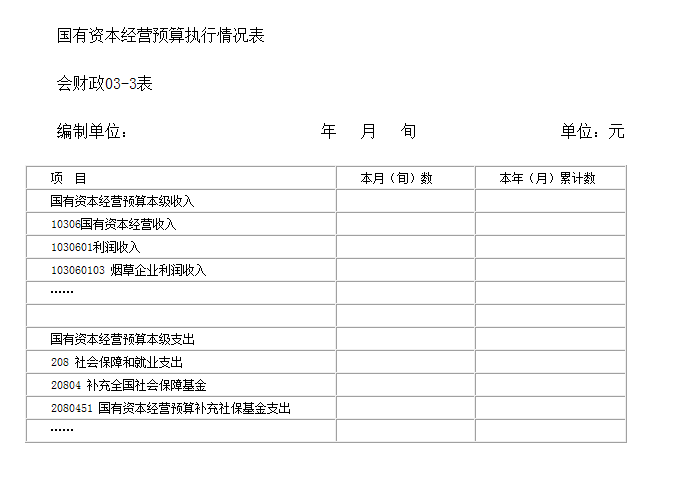 国有资本经营预算执行情况表
会财政03-3表
编制单位： 年 月 旬 单位：元
项 目 本月（旬）数 本年（月）累计数
国有资本经营预算本级收入
10306国有资本经营收入
1030601利润收入
103060103 烟草企业利润收入
……
国有资本经营预算本级支出
208 社会保障和就业支出
20804 补充全国社会保障基金
2080451 国有资本经营预算补充社保基金支出
……